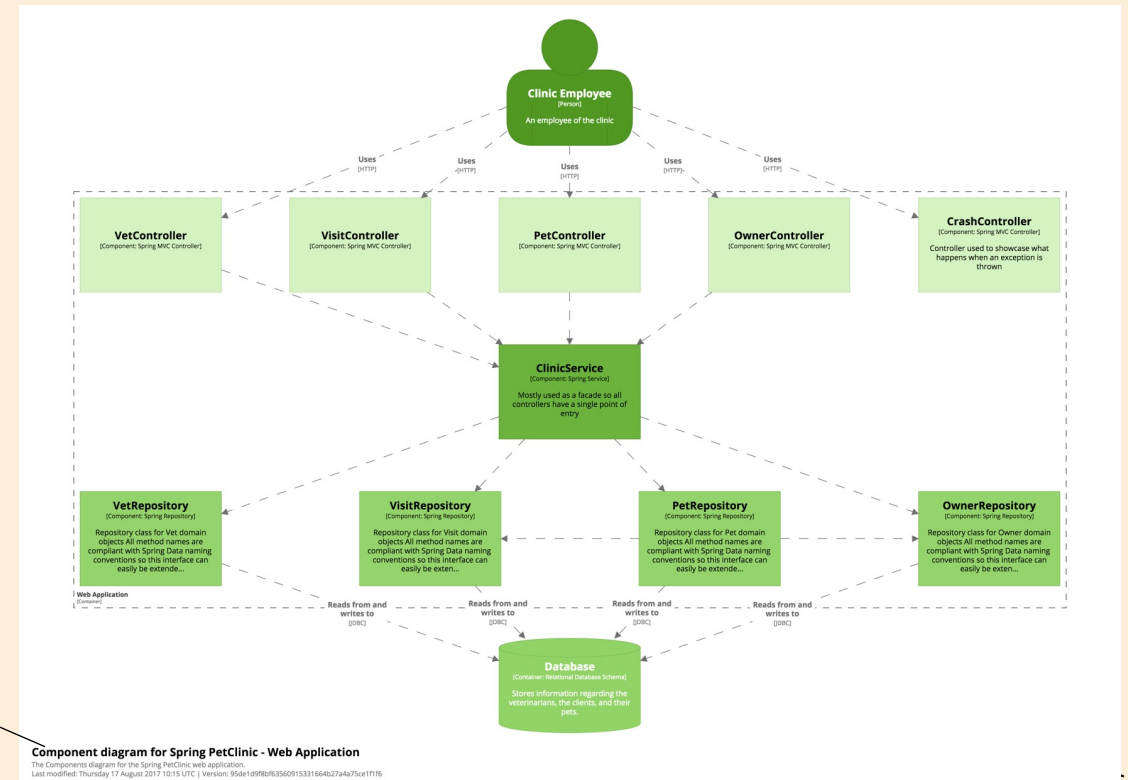 Clinic Employee
[Person]
An employee of the clinic
Uses
[HTTP]
Uses
[HTTP]
Uses
[HTTP]
Uses
[HTTP]
Uses
[HTTP]
VetController
[Component: Spring MVC Controller]
VisitController
[Component: Spring MVC Controller]
PetController
[Component: Spring MVC Controller]
OwnerController
[Component: Spring MVC Controller]
CrashController
[Component: Spring MVC Controller]
Controller used to showcase what
happens when an exception is
thrown
ClinicService
[Component: Spring Service]
Mostly used as a facade so all
controllers have a single point of
entry
VetRepository
[Component: Spring Repository]
Repository class for Vet domain
objects All method names are
compliant with Spring Data naming
conventions so this interface can
easily be extende...
VisitRepository
[Component: Spring Repository]
Repository class for Visit domain
objects All method names are
compliant with Spring Data naming
conventions so this interface can
easily be exten...
PetRepository
[Component: Spring Repository]
Repository class for Pet domain
objects All method names are
compliant with Spring Data naming
conventions so this interface can
easily be extende...
OwnerRepository
[Component: Spring Repository]
Repository class for Owner domain
objects All method names are
compliant with Spring Data naming
conventions so this interface can
easily be exten...
Web Application
[Container]
Reads from and
writes to
[JDBC]
Reads from and
writes to
[JDBC]
Reads from and
writes to
[JDBC]
Reads from and
writes to
[JDBC]
Database
[Container: Relational Database Schema]
Stores information regarding the
veterinarians, the clients, and their
pets.
Component diagram for Spring PetClinic - Web Application
The Components diagram for the Spring PetClinic web application.
Last modified: Thursday 17 August 2017 10:15 UTC | Version: 95de1d9f8bf63560915331664b27a4a75ce1f1f6